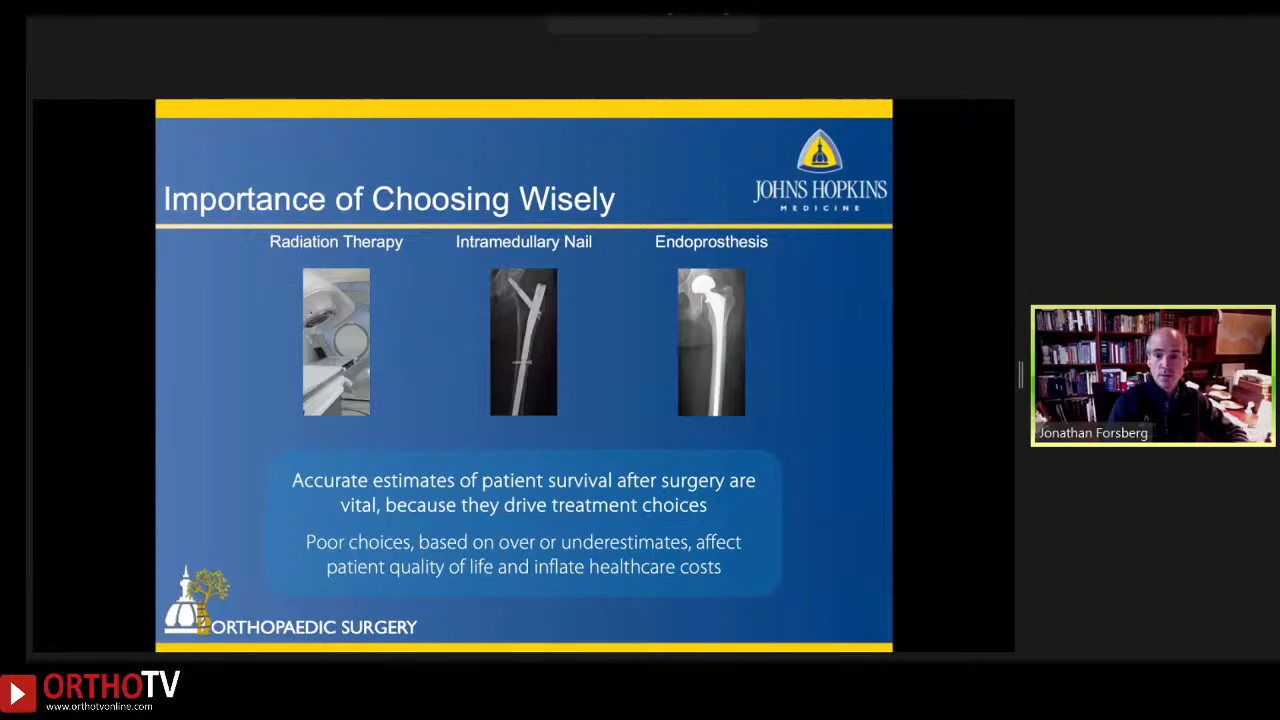 Importance of Choosing Wisely
JOHNS HOPKINS
MEDICINE
Radiation Therapy
Intramedullary Nail
Endoprosthesis
Accurate estimates of patient survival after surgery are
vital, because they drive treatment choices
Poor choices, based on over or underestimates, affect
patient quality of life and inflate healthcare costs
ORTHOPAEDIC SURGERY
Jonathan Forsberg
ORTHOTV
www.orthotvonline.com